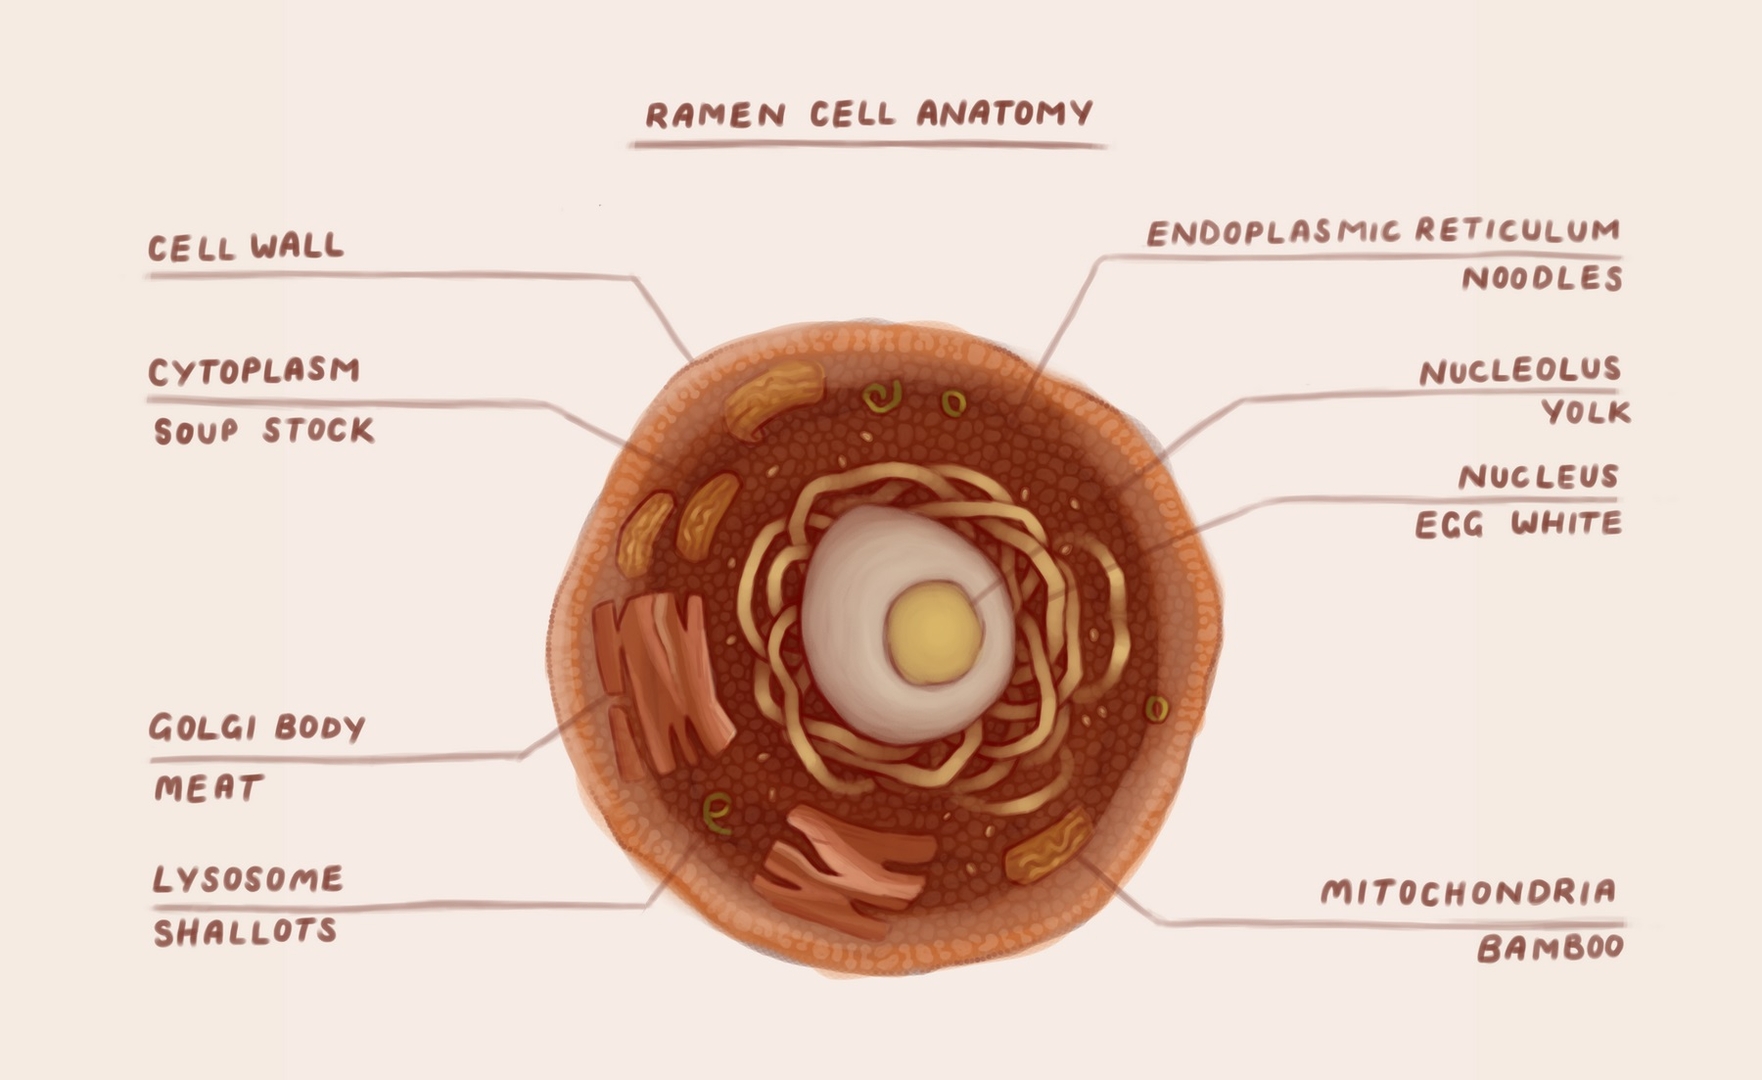 RAMEN CELL ANATOMY
CELL WALL
CYTOPLASM
SOUP STOCK
GOLGI BODY
MEAT
LYSOSOME
SHALLOTS
ENDOPLASMIC RETICULUM
NOODLES
NUCLEOLUS
YOLK
NUCLEUS
EGG WHITE
MITOCHONDRIA
BAMBOO